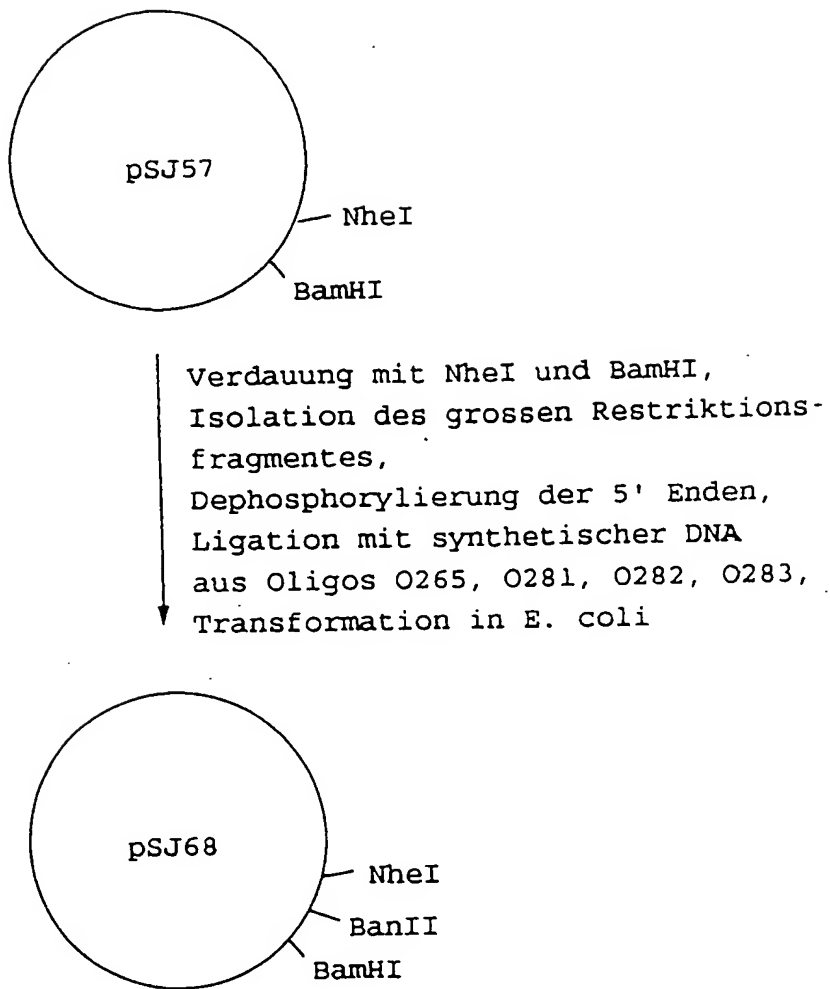 pSJ57
NheI
BamHI
Verdauung mit NheI und BamHI,
Isolation des grossen Restriktions-
fragmentes,
Dephosphorylierung der 5' Enden,
Ligation mit synthetischer DNA
aus Oligos O265, O281, O282, O283,
Transformation in E. coli
pSJ68
NheI
BanII
BamHI